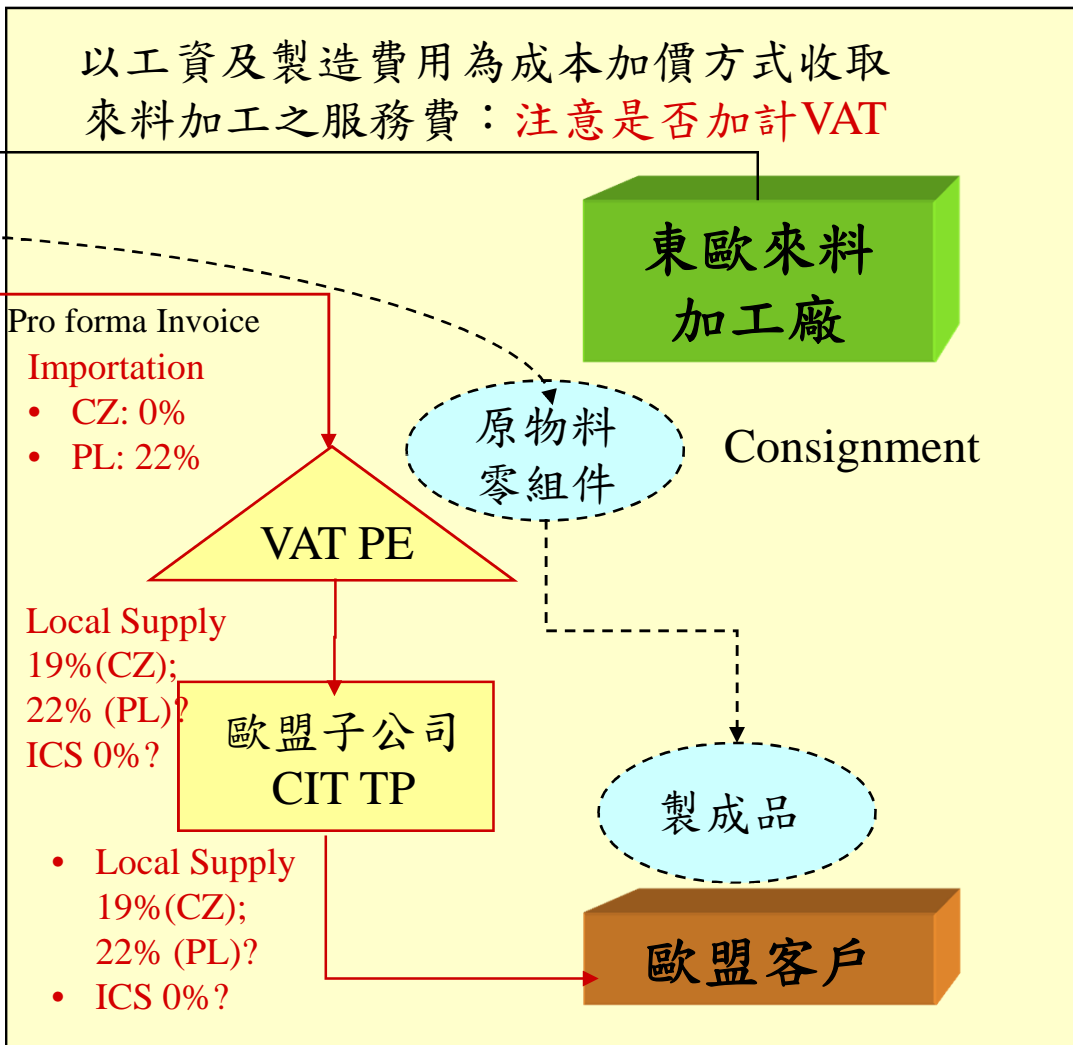 以工資及製造費用為成本加價方式收取
來料加工之服務費：注意是否加計VAT
東歐來料
加工廠
Pro forma Invoice
Importation
• CZ: 0%
• PL: 22%
原物料
零組件
Consignment
VAT PE
Local Supply
19%(CZ);
22% (PL)?
ICS 0%?
歐盟子公司
CIT TP
製成品
• Local Supply
19%(CZ);
22% (PL)?
• ICS 0%?
歐盟客戶